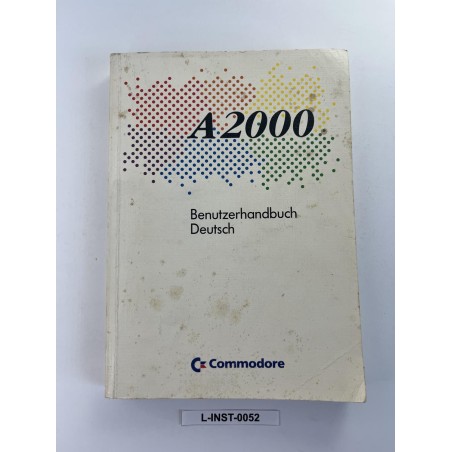 A2000
Benutzerhandbuch
Deutsch
Commodore
L-INST-0052